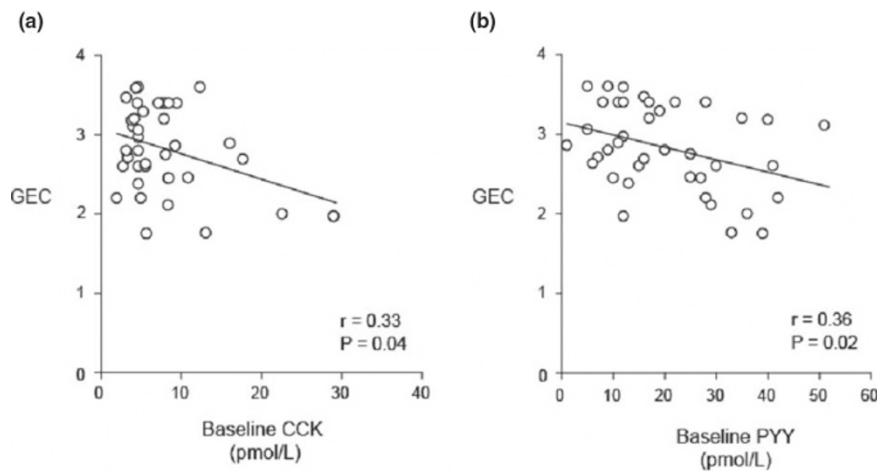 (a)
4
3
GEC
2
1
r = 0.33
P = 0.04
0
0 10 20 30 40
Baseline CCK
(pmol/L)
(b)
4
3
GEC
2
1
r = 0.36
P = 0.02
0
0 10 20 30 40 50 60
Baseline PYY
(pmol/L)